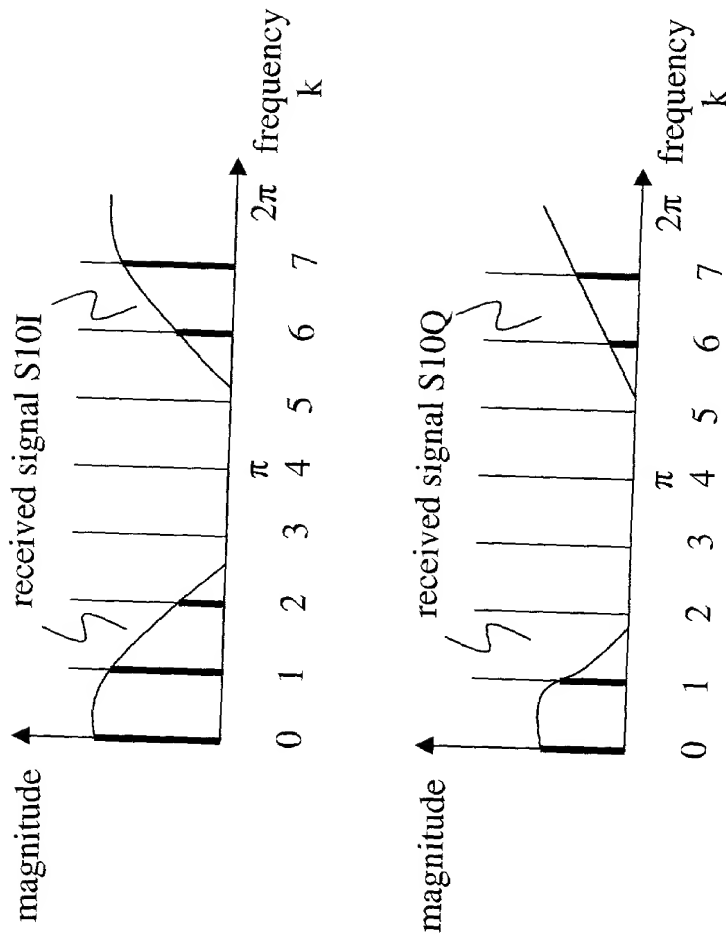 magnitude
received signal S10I
0 1 2 3 4 5 6 7
π 2π
frequency
k
magnitude
received signal S10Q
0 1 2 3 4 5 6 7
π 2π
frequency
k